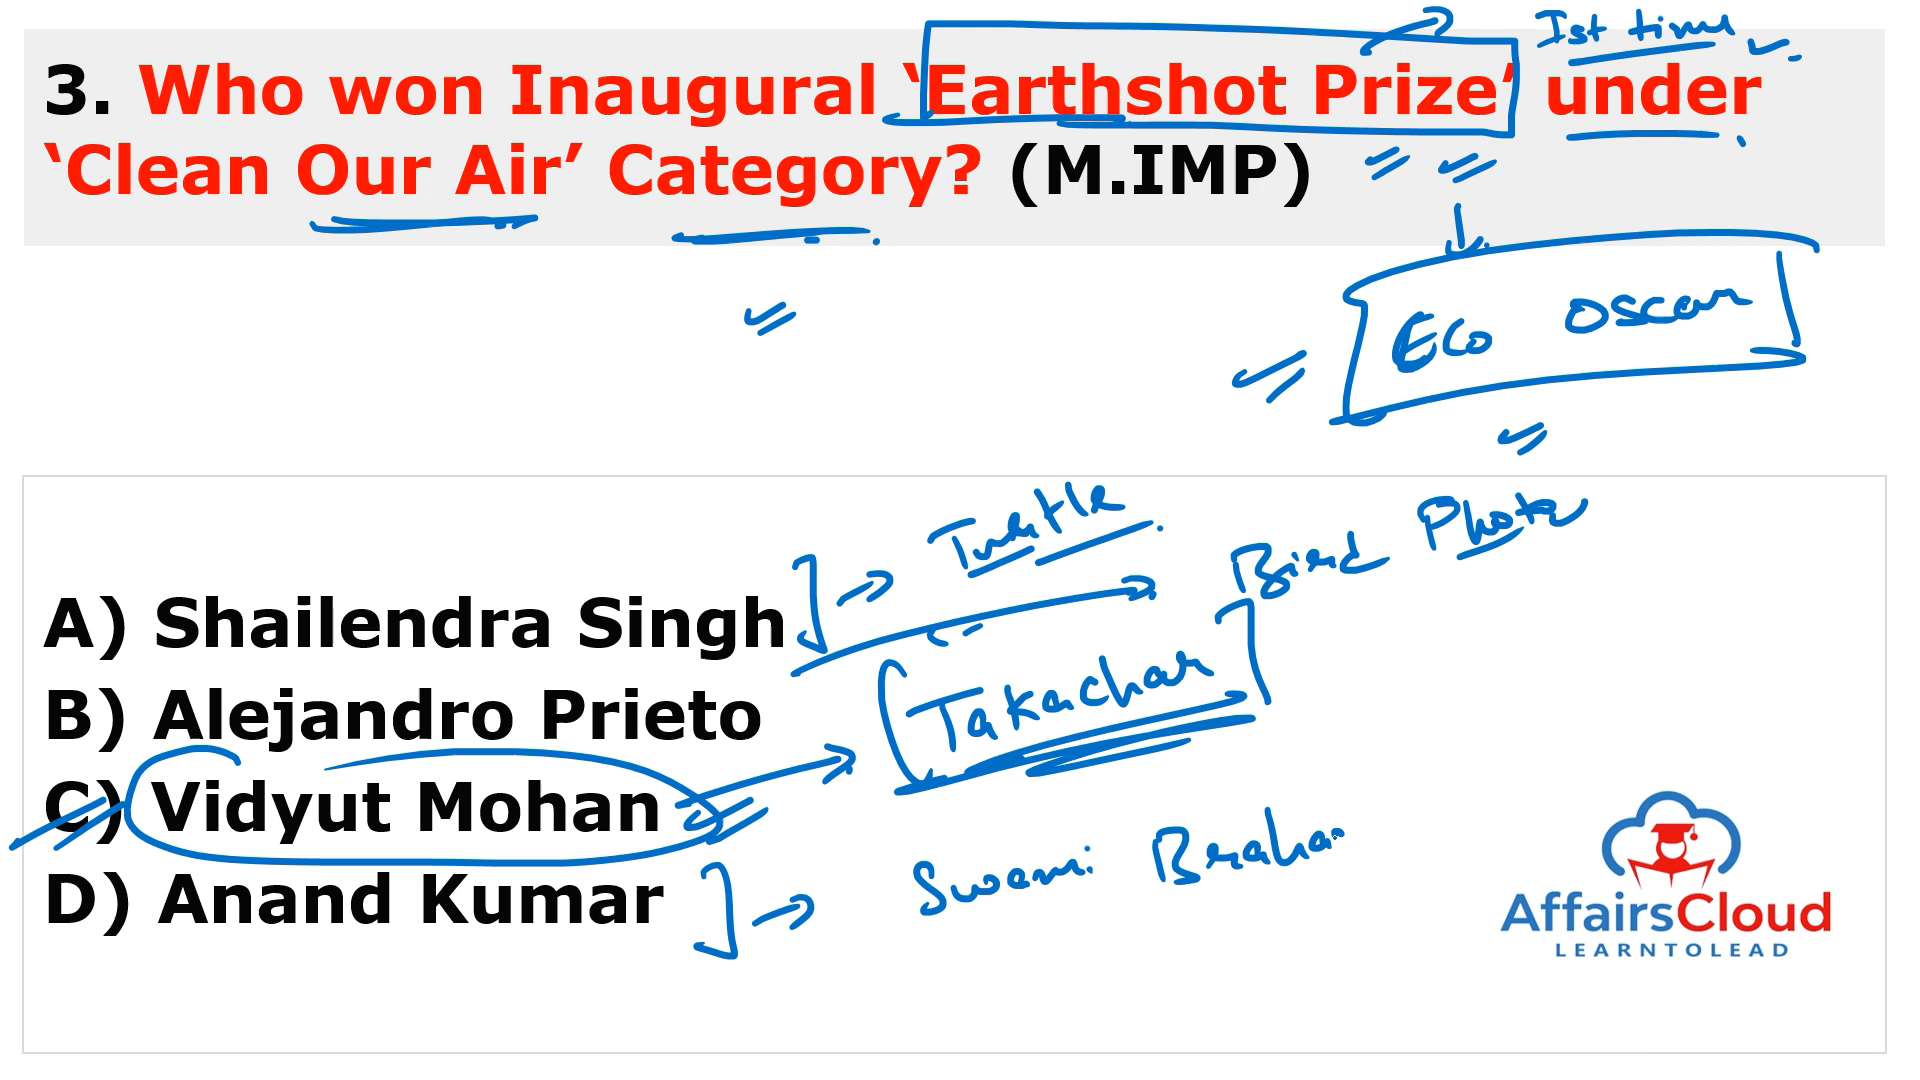 Ist time
3. Who won Inaugural ‘Earthshot Prize’ under
‘Clean Our Air’ Category? (M.IMP)
Eco Oscar
Turtle
Bird Photo
A) Shailendra Singh
Takachar
B) Alejandro Prieto
C) Vidyut Mohan
Swami
D) Anand Kumar
AffairsCloud
LEARNTOLEAD